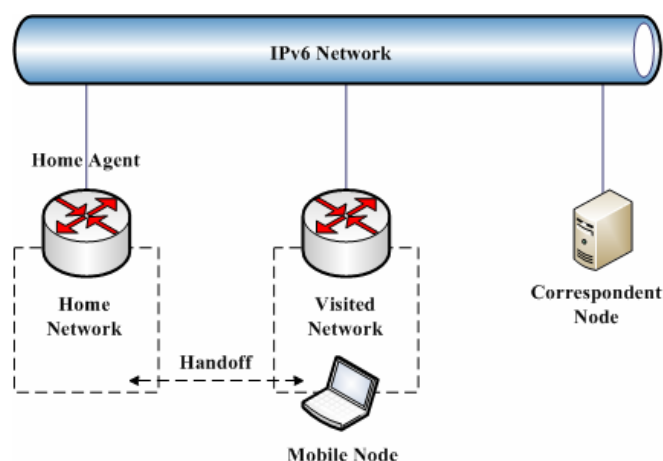 IPv6 Network
Home Agent
Home
Network
Visited
Network
Correspondent
Node
Handoff
Mobile Node